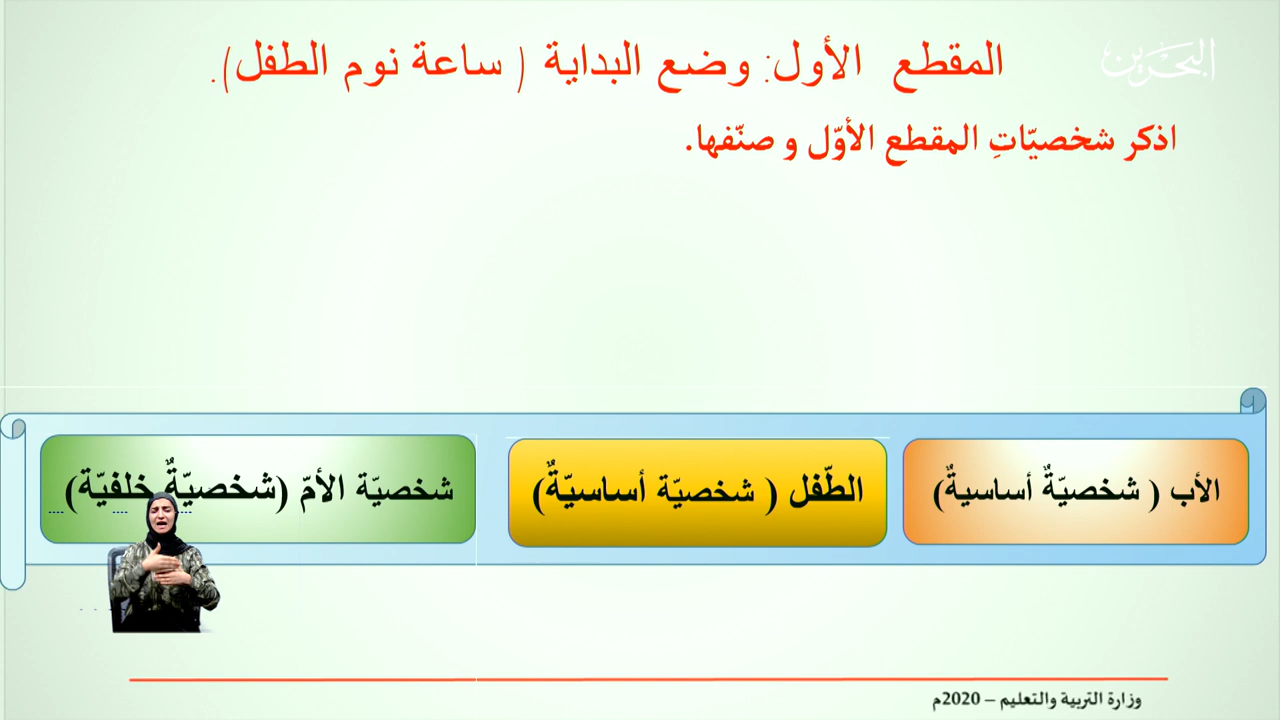 البحرين
المقطع الأول: وضع البداية ( ساعة نوم الطفل).
اذكر شخصيّاتِ المقطع الأوّل و صنّفها.
الأب ( شخصيّةٌ أساسيةٌ)
الطّفل ( شخصيّة أساسيّةٌ)
شخصيّة الأمّ (شخصيّةٌ خلفيّة)
وزارة التربية والتعليم – 2020م